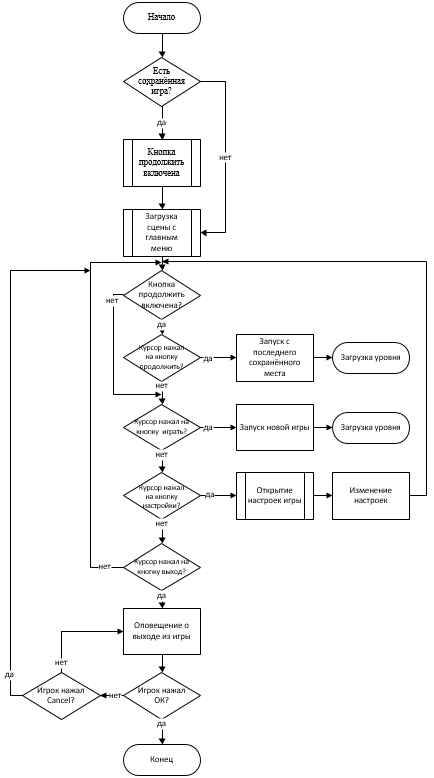 Начало
Есть
сохранённая
игра?
да
нет
Кнопка
продолжить
включена
Загрузка
сцены с
главным
меню
Кнопка
продолжить
включена?
нет
да
Курсор нажал
на кнопку
продолжить?
да
Запуск с
последнего
сохранённого
места
Загрузка уровня
нет
Курсор нажал на
кнопку играть?
да
Запуск новой игры
Загрузка уровня
нет
Курсор нажал
на кнопку
настройки?
да
Открытие
настроек игры
Изменение
настроек
нет
Курсор нажал на
кнопку выход?
нет
да
Оповещение о
выходе из игры
нет
да
Игрок нажал
Cancel?
нет
Игрок нажал
ОК?
да
Конец